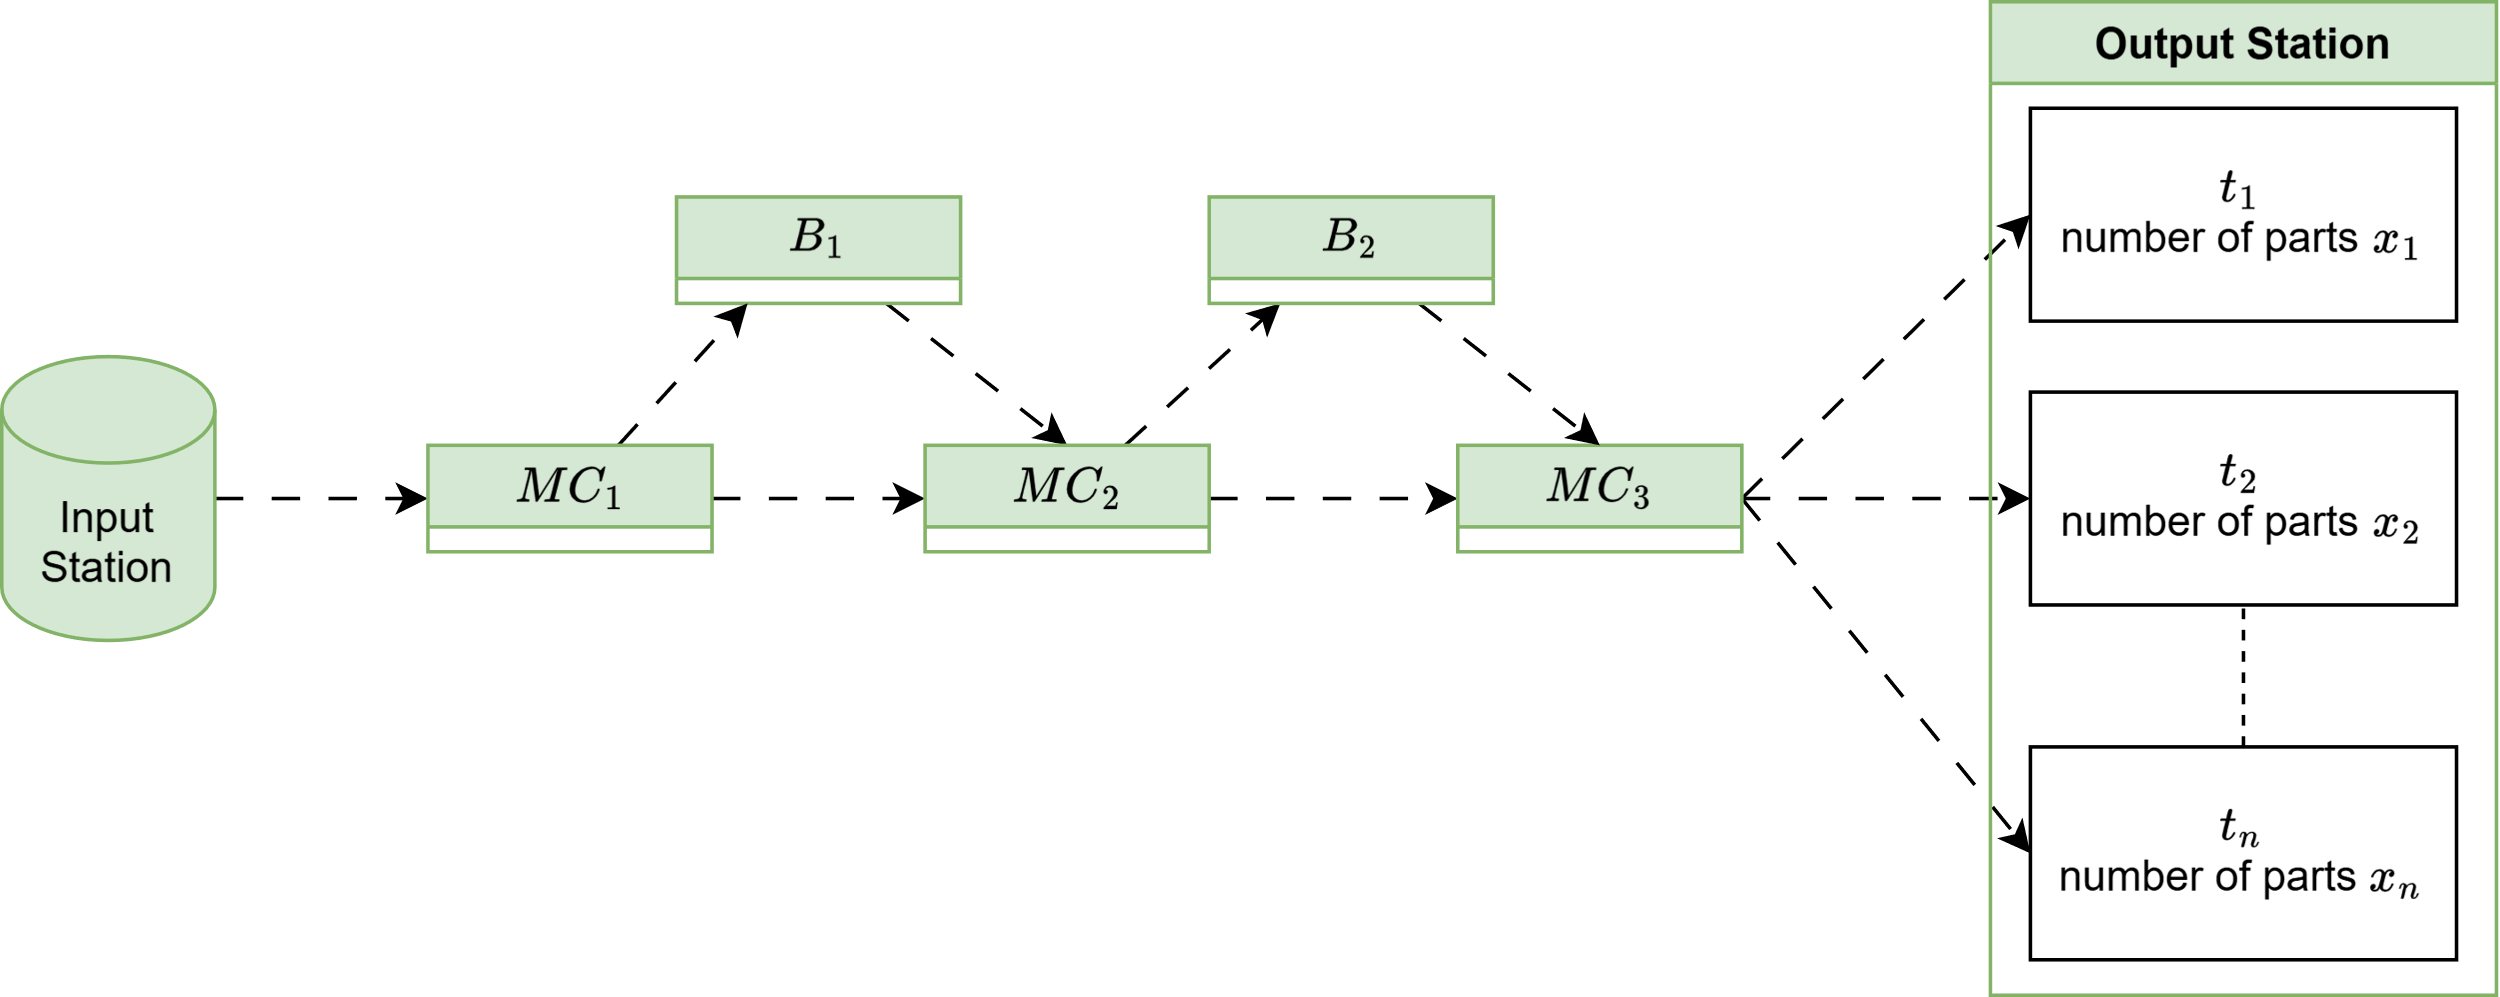 Output Station
t₁
number of parts x₁
B₁
B₂
t₂
number of parts x₂
MC₁
MC₂
MC₃
Input
Station
tₙ
number of parts xₙ